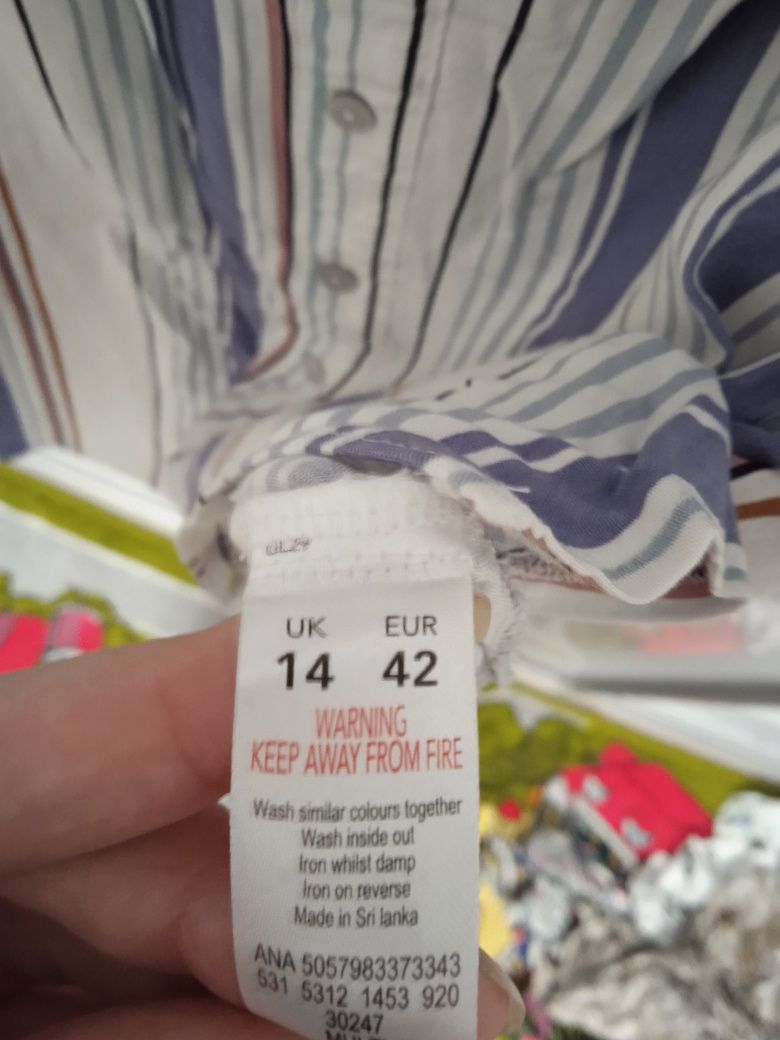 UK EUR
14 42
WARNING
KEEP AWAY FROM FIRE
Wash similar colours together
Wash inside out
Iron whilst damp
Iron on reverse
Made in Sri lanka
ANA 5057983373343
531 5312 1453 920
30247